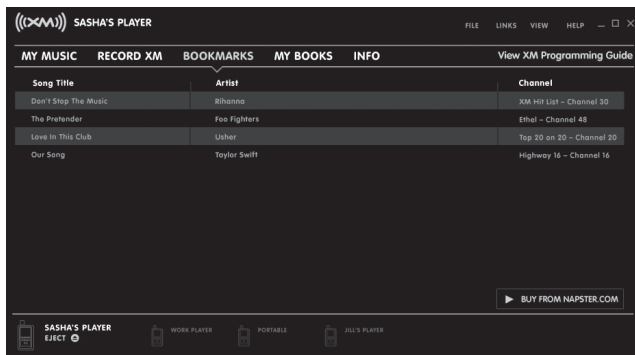 ((XM)) SASHA'S PLAYER FILE LINKS VIEW HELP
MY MUSIC RECORD XM BOOKMARKS MY BOOKS INFO View XM Programming Guide
Song Title Artist Channel
Don't Stop The Music Rihanna XM Hit List – Channel 30
The Pretender Foo Fighters Ethel – Channel 48
Love In This Club Usher Top 20 on 20 – Channel 20
Our Song Taylor Swift Highway 16 – Channel 16
BUY FROM NAPSTER.COM
SASHA'S PLAYER WORK PLAYER PORTABLE JILL'S PLAYER
EJECT